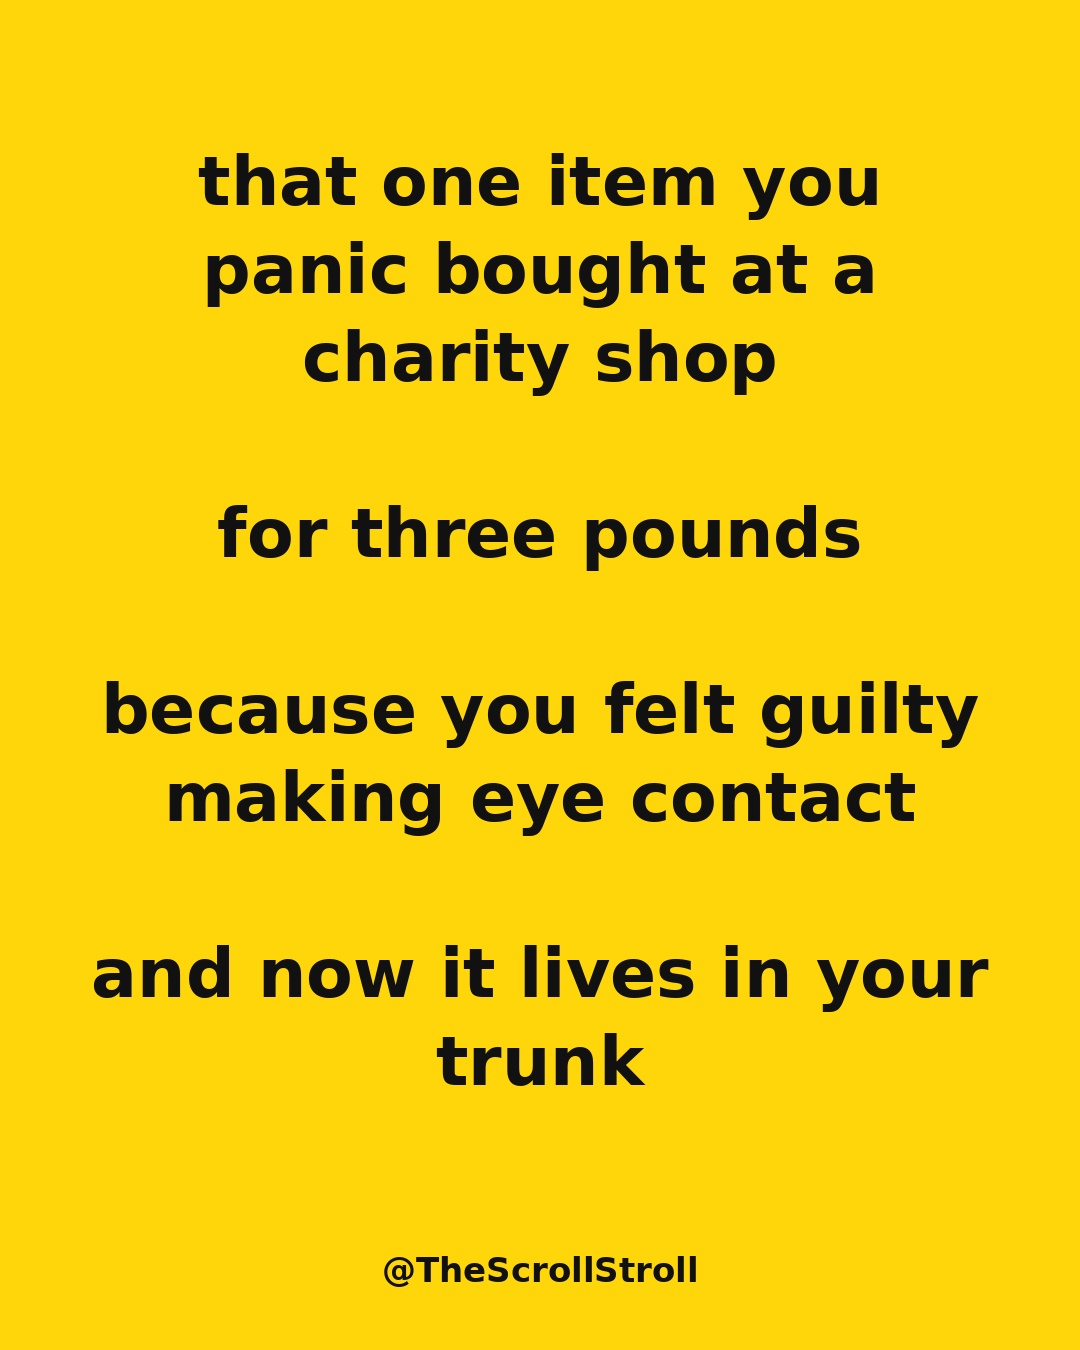 that one item you
panic bought at a
charity shop
for three pounds
because you felt guilty
making eye contact
and now it lives in your
trunk
@TheScrollStroll